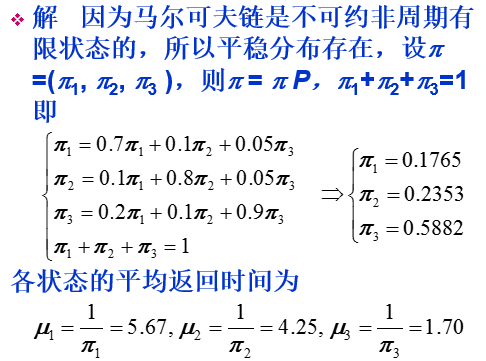 ❖ 解 因为马尔可夫链是不可约非周期有
限状态的，所以平稳分布存在，设π
=(π₁, π₂, π₃ )，则π = π P，π₁+π₂+π₃=1
即
π₁ = 0.7π₁ + 0.1π₂ + 0.05π₃
π₂ = 0.1π₁ + 0.8π₂ + 0.05π₃
π₃ = 0.2π₁ + 0.1π₂ + 0.9π₃
π₁ + π₂ + π₃ = 1
⇒
π₁ = 0.1765
π₂ = 0.2353
π₃ = 0.5882
各状态的平均返回时间为
μ₁ = 1/π₁ = 5.67, μ₂ = 1/π₂ = 4.25, μ₃ = 1/π₃ = 1.70